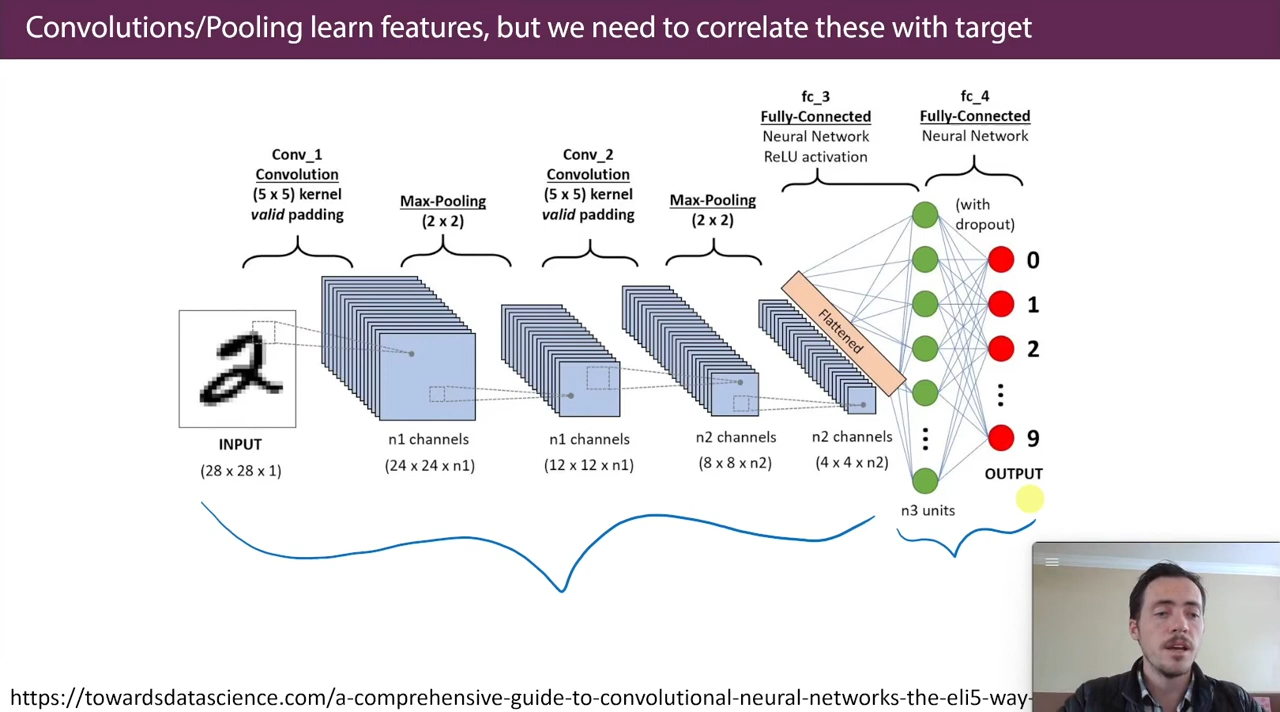 Convolutions/Pooling learn features, but we need to correlate these with target
fc_3
Fully-Connected
Neural Network
ReLU activation
fc_4
Fully-Connected
Neural Network
Conv_1
Convolution
(5 x 5) kernel
valid padding
Max-Pooling
(2 x 2)
Conv_2
Convolution
(5 x 5) kernel
valid padding
Max-Pooling
(2 x 2)
(with
dropout)
Flattened
0
1
2
9
INPUT
(28 x 28 x 1)
n1 channels
(24 x 24 x n1)
n1 channels
(12 x 12 x n1)
n2 channels
(8 x 8 x n2)
n2 channels
(4 x 4 x n2)
OUTPUT
n3 units
https://towardsdatascience.com/a-comprehensive-guide-to-convolutional-neural-networks-the-eli5-way-